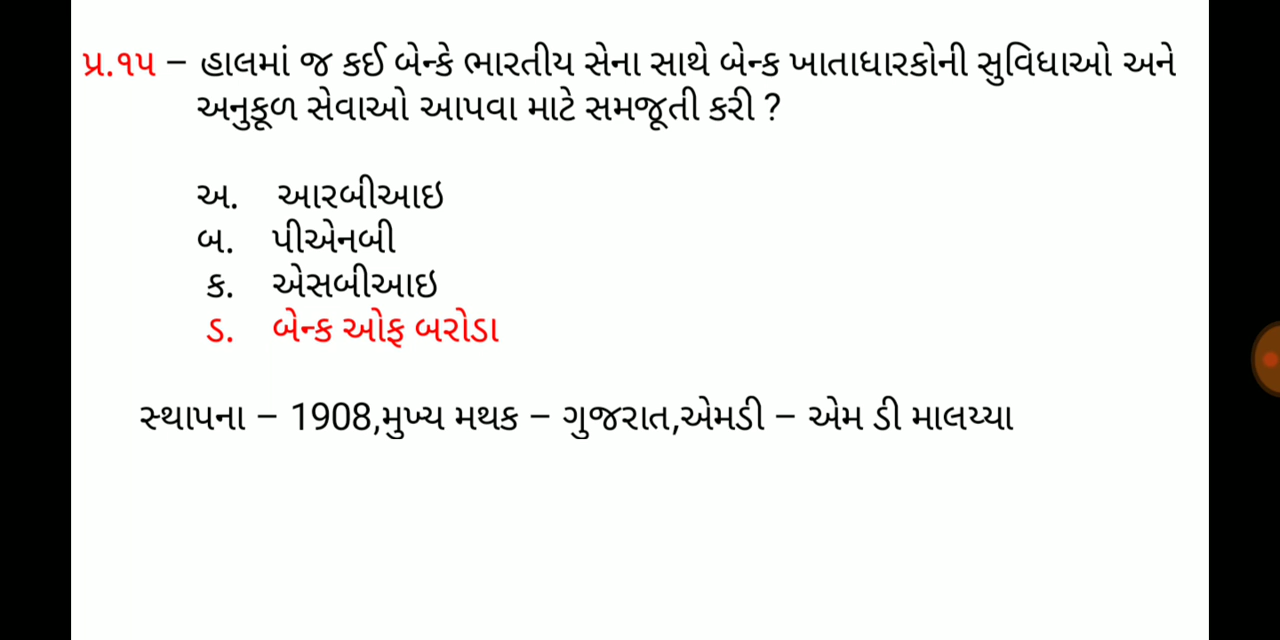 પ્ર.૧૫ – હાલમાં જ કઈ બેન્કે ભારતીય સેના સાથે બેન્ક ખાતાધારકોની સુવિધાઓ અને
અનુકૂળ સેવાઓ આપવા માટે સમજૂતી કરી ?
અ. આરબીઆઇ
બ. પીએનબી
ક. એસબીઆઇ
ડ. બેન્ક ઓફ બરોડા
સ્થાપના – 1908,મુખ્ય મથક – ગુજરાત,એમડી – એમ ડી માલય્યા